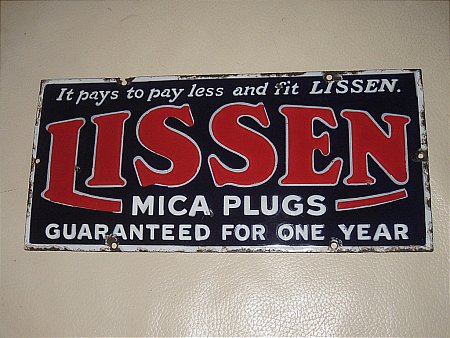 It pays to pay less and fit LISSEN.
LISSEN
MICA PLUGS
GUARANTEED FOR ONE YEAR